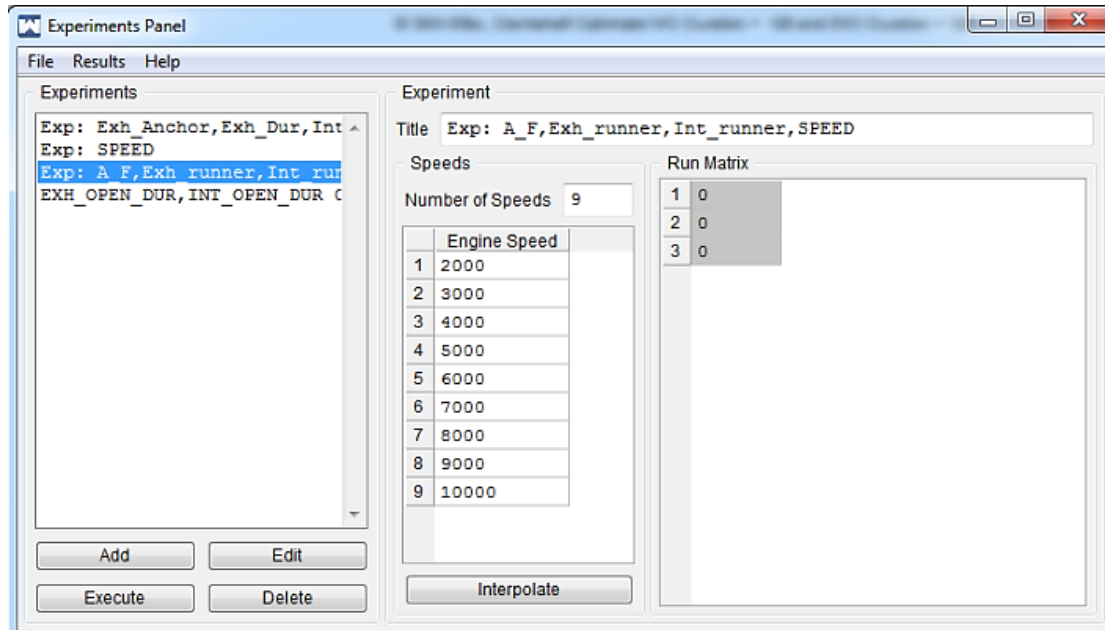 Experiments Panel
File Results Help
Experiments
Exp: Exh_Anchor,Exh_Dur,Int
Exp: SPEED
Exp: A_F,Exh_runner,Int_run
EXH_OPEN_DUR,INT_OPEN_DUR
Add Edit
Execute Delete
Experiment
Title Exp: A_F,Exh_runner,Int_runner,SPEED
Speeds
Number of Speeds 9
Engine Speed
1 2000
2 3000
3 4000
4 5000
5 6000
6 7000
7 8000
8 9000
9 10000
Interpolate
Run Matrix
1 0
2 0
3 0